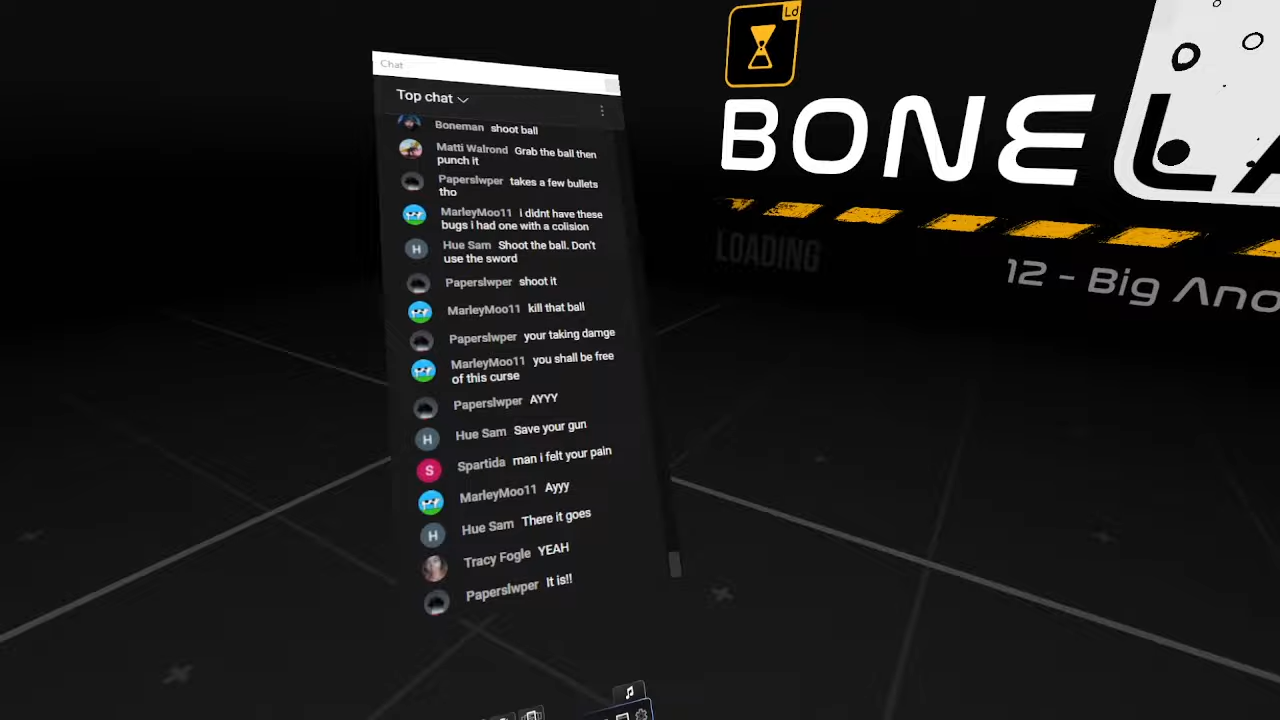 Chat
Top chat
Boneman shoot ball
Matti Walrond Grab the ball then
punch it
Paperslwper takes a few bullets
tho
MarleyMoo11 i didnt have these
bugs i had one with a colision
H Hue Sam Shoot the ball. Don't
use the sword
Paperslwper shoot it
MarleyMoo11 kill that ball
Paperslwper your taking damge
MarleyMoo11 you shall be free
of this curse
Paperslwper AYYY
H Hue Sam Save your gun
S Spartida man i felt your pain
MarleyMoo11 Ayyy
H Hue Sam There it goes
Tracy Fogle YEAH
Paperslwper It is!!
Ld
BONELA
LOADING
12 - Big Ano